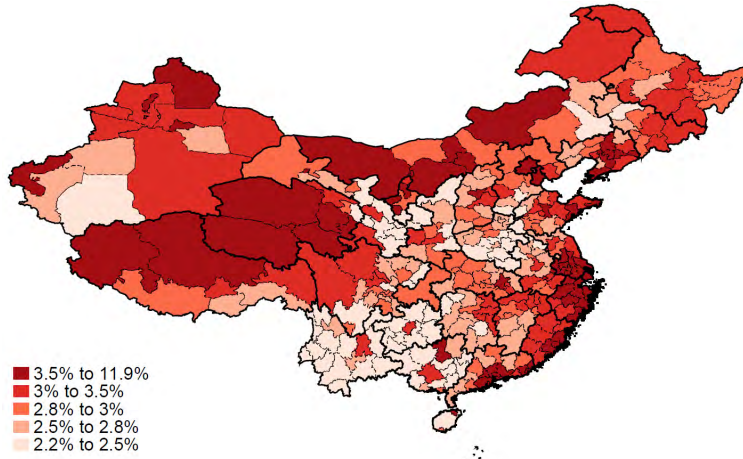 3.5% to 11.9%
3% to 3.5%
2.8% to 3%
2.5% to 2.8%
2.2% to 2.5%